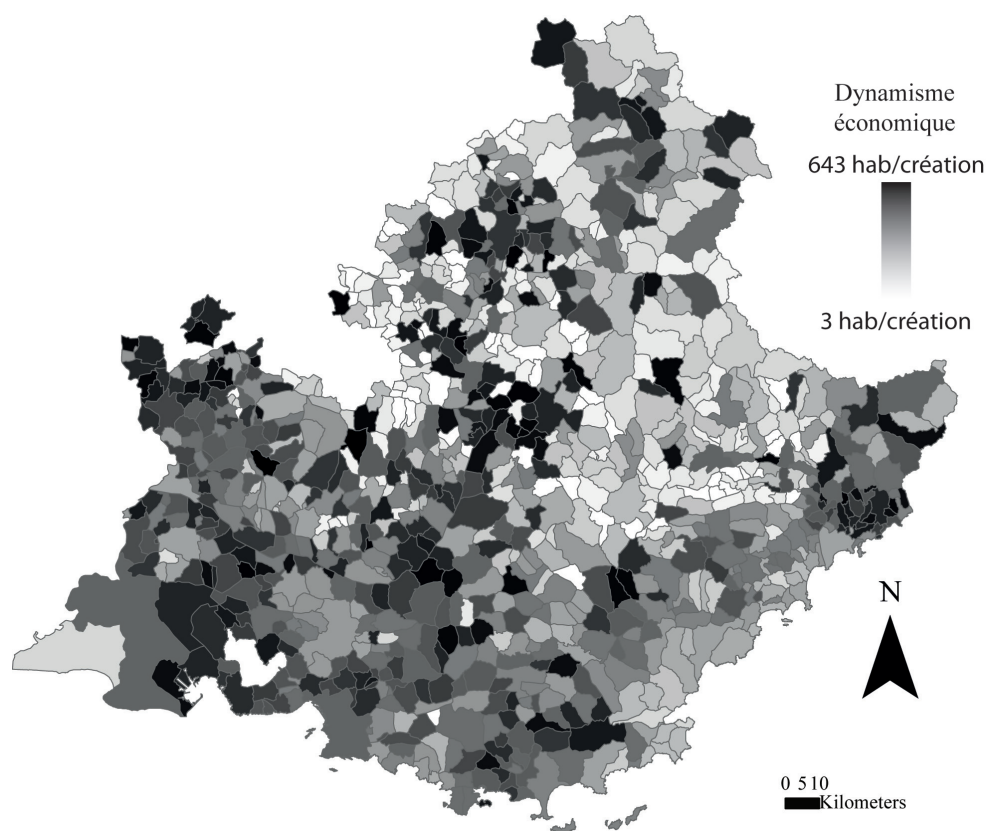 Dynamisme
économique
643 hab/création
3 hab/création
N
0 5 10
Kilometers